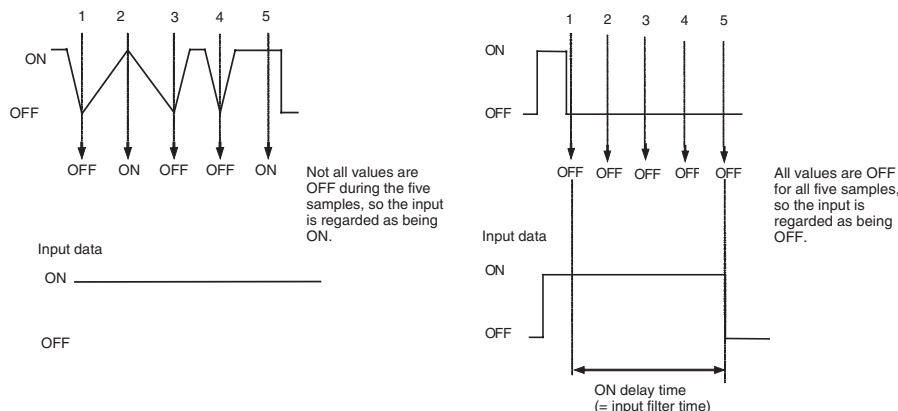 1 2 3 4 5
ON
OFF
OFF ON OFF OFF ON
Not all values are
OFF during the five
samples, so the input
is regarded as being
ON.
Input data
ON
OFF
1 2 3 4 5
ON
OFF
OFF OFF OFF OFF OFF
All values are OFF
for all five samples,
so the input is
regarded as being
OFF.
Input data
ON
OFF
ON delay time
(= input filter time)